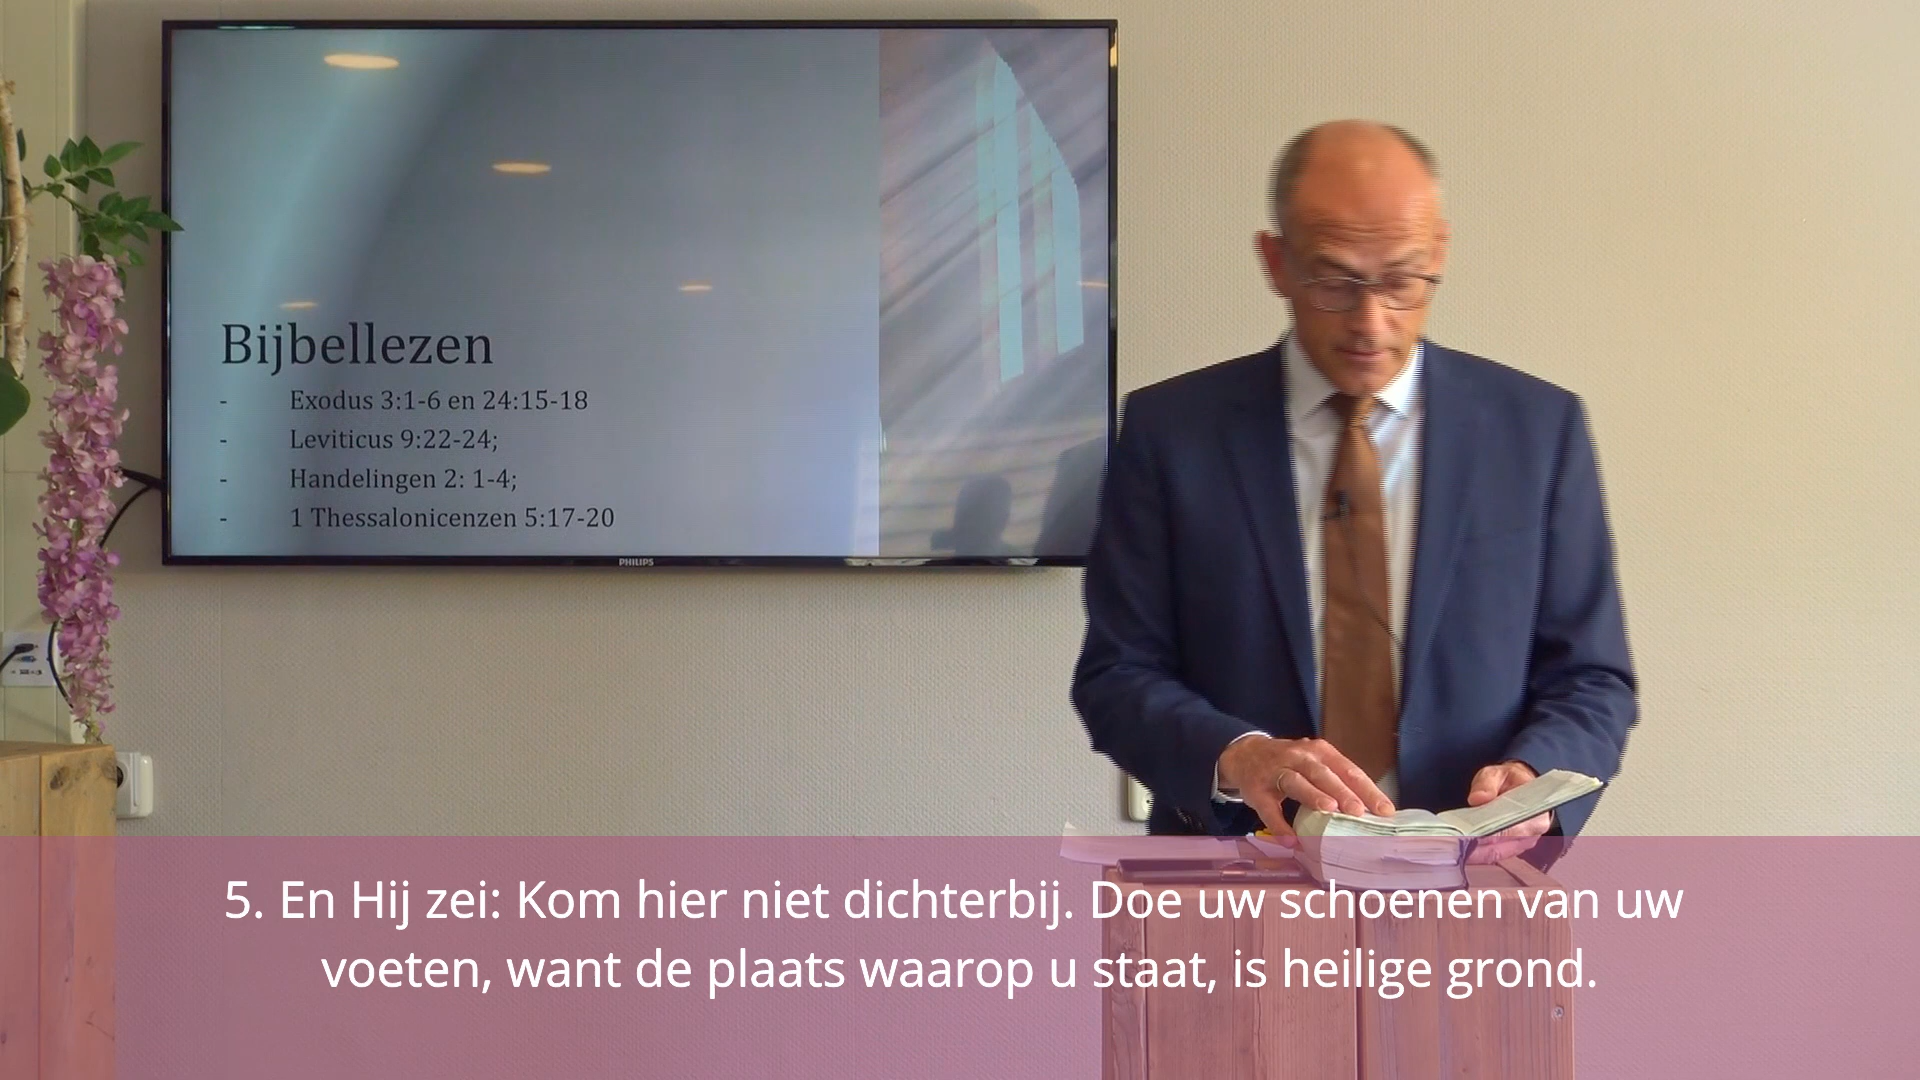 Bijbellezen
- Exodus 3:1-6 en 24:15-18
- Leviticus 9:22-24;
- Handelingen 2: 1-4;
- 1 Thessalonicenzen 5:17-20
PHILIPS
5. En Hij zei: Kom hier niet dichterbij. Doe uw schoenen van uw
voeten, want de plaats waarop u staat, is heilige grond.